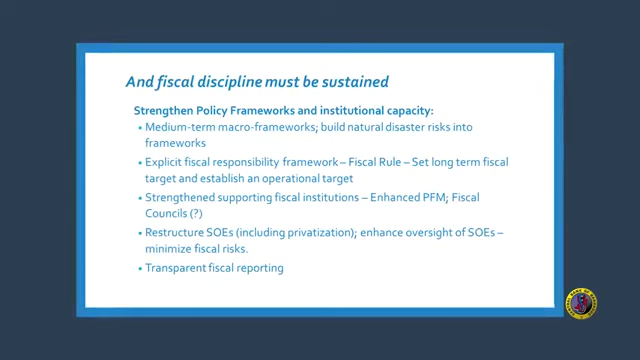 And fiscal discipline must be sustained
Strengthen Policy Frameworks and institutional capacity:
• Medium-term macro-frameworks; build natural disaster risks into
frameworks
• Explicit fiscal responsibility framework – Fiscal Rule – Set long term fiscal
target and establish an operational target
• Strengthened supporting fiscal institutions – Enhanced PFM; Fiscal
Councils (?)
• Restructure SOEs (including privatization); enhance oversight of SOEs –
minimize fiscal risks.
• Transparent fiscal reporting